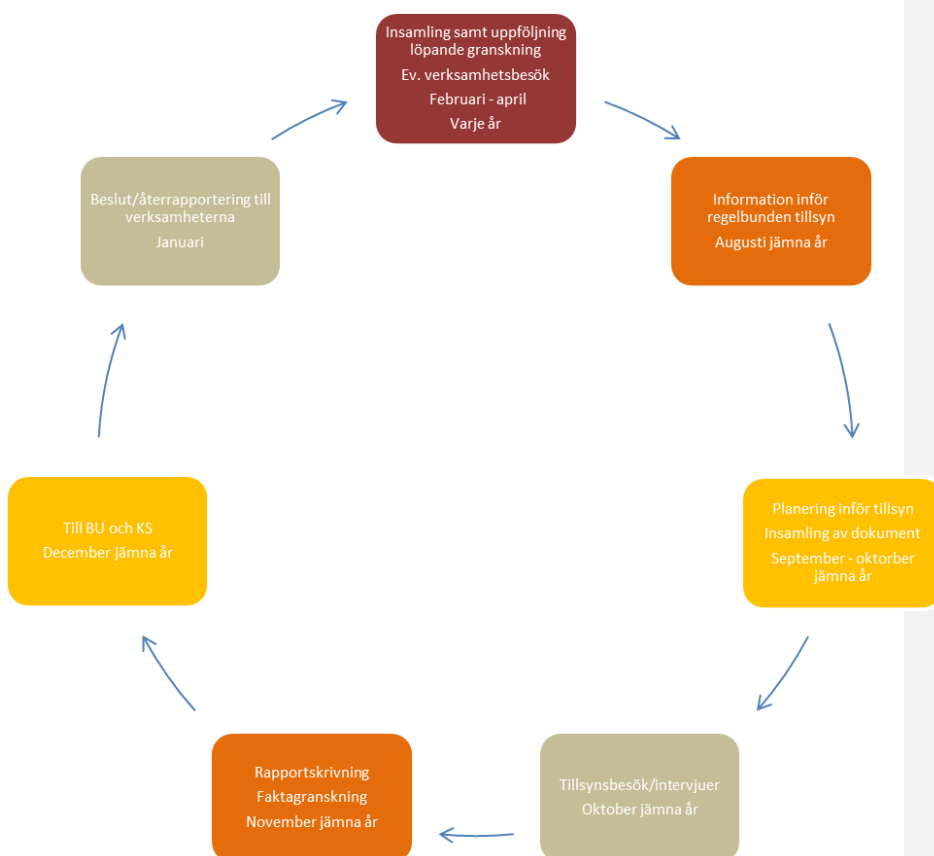 Insamling samt uppföljning
löpande granskning
Ev. verksamhetsbesök
Februari - april
Varje år
Information inför
regelbunden tillsyn
Augusti jämna år
Planering inför tillsyn
Insamling av dokument
September - oktorber
jämna år
Tillsynsbesök/intervjuer
Oktober jämna år
Rapportskrivning
Faktagranskning
November jämna år
Till BU och KS
December jämna år
Beslut/återrapportering till
verksamheterna
Januari